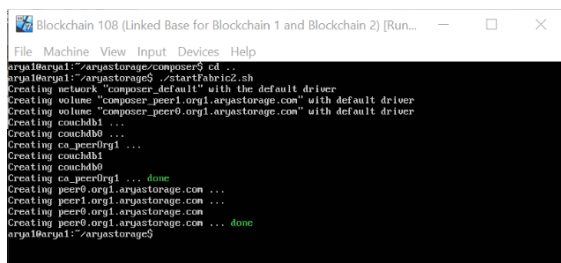 Blockchain 108 (Linked Base for Blockchain 1 and Blockchain 2) [Run...
File Machine View Input Devices Help
arya1@arya1:~/aryastorage/composer$ cd ..
arya1@arya1:~/aryastorage$ ./startFabric2.sh
Creating network "composer_default" with the default driver
Creating volume "composer_peer1.org1.aryastorage.com" with default driver
Creating volume "composer_peer0.org1.aryastorage.com" with default driver
Creating couchdb1 ...
Creating couchdb0 ...
Creating ca_peerOrg1 ...
Creating couchdb1
Creating couchdb0
Creating ca_peerOrg1 ... done
Creating peer0.org1.aryastorage.com ...
Creating peer1.org1.aryastorage.com ...
Creating peer0.org1.aryastorage.com
Creating peer0.org1.aryastorage.com ... done
arya1@arya1:~/aryastorage$